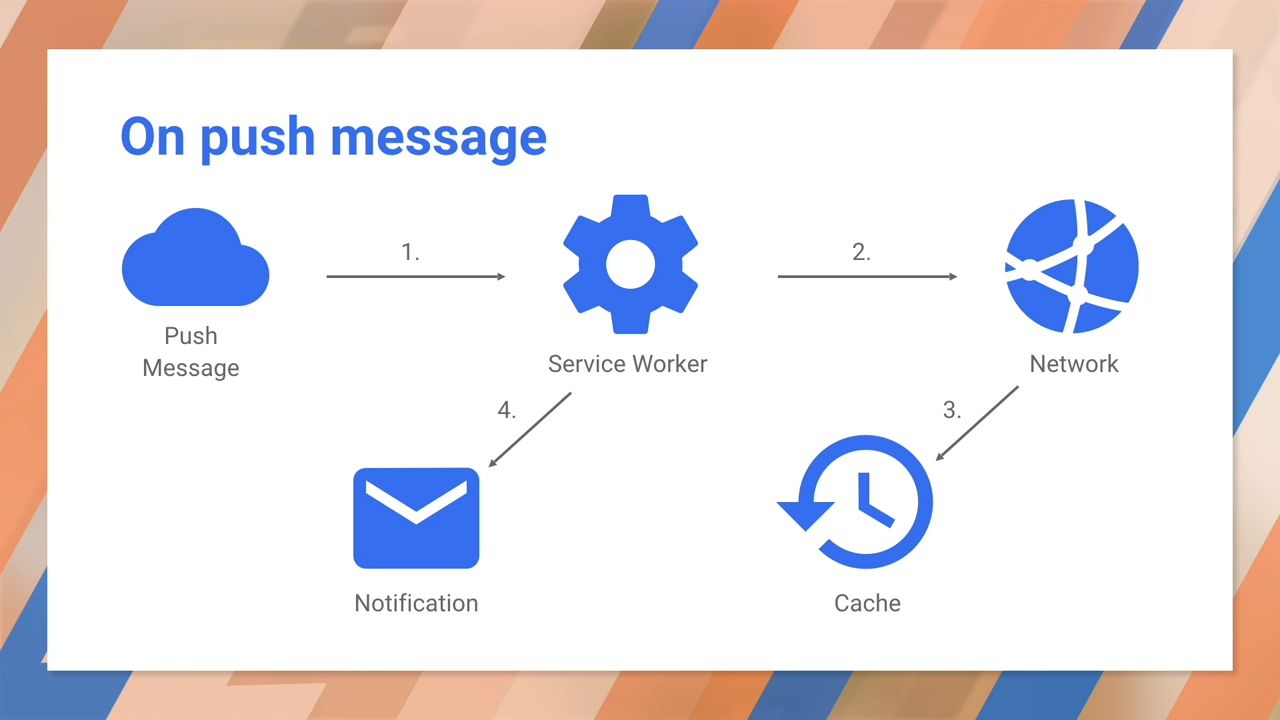 On push message
1.
2.
Push
Message
Service Worker
Network
4.
3.
Notification
Cache